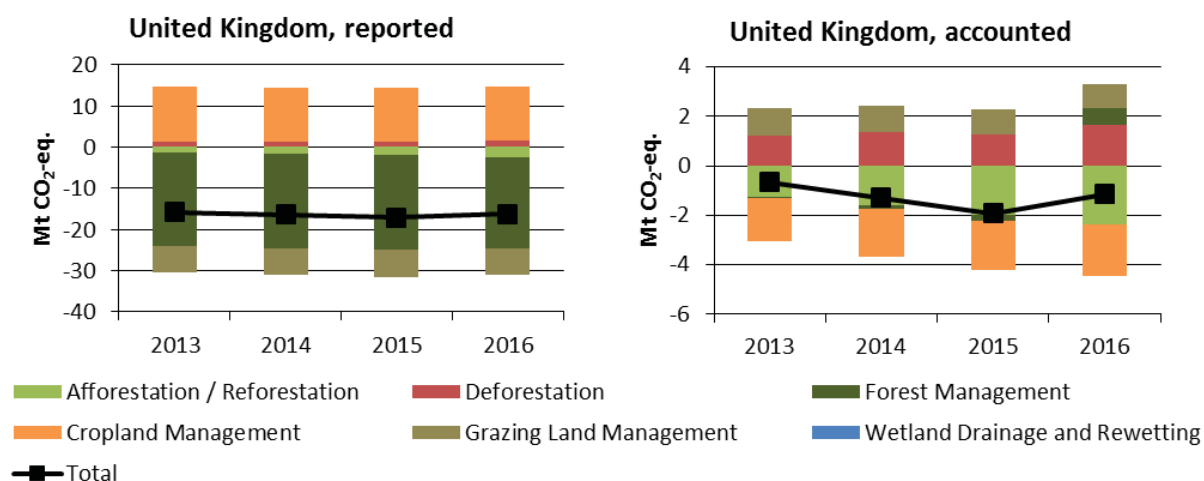 United Kingdom, reported
Mt CO₂-eq.
20
10
0
-10
-20
-30
-40
2013 2014 2015 2016
United Kingdom, accounted
Mt CO₂-eq.
4
2
0
-2
-4
-6
2013 2014 2015 2016
Afforestation / Reforestation Deforestation Forest Management
Cropland Management Grazing Land Management Wetland Drainage and Rewetting
Total